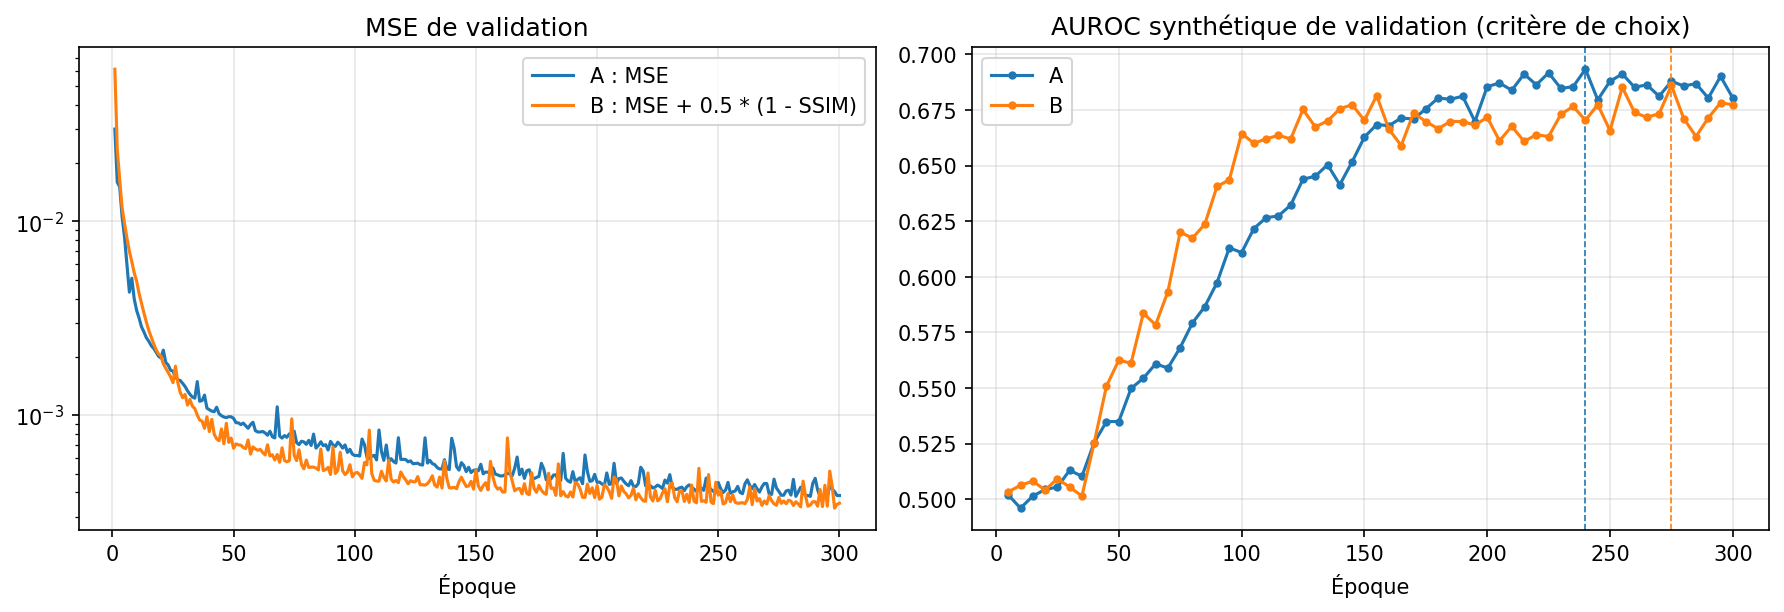 MSE de validation
A : MSE
B : MSE + 0.5 * (1 - SSIM)
10⁻²
10⁻³
0 50 100 150 200 250 300
Époque
AUROC synthétique de validation (critère de choix)
A
B
0.700
0.675
0.650
0.625
0.600
0.575
0.550
0.525
0.500
0 50 100 150 200 250 300
Époque